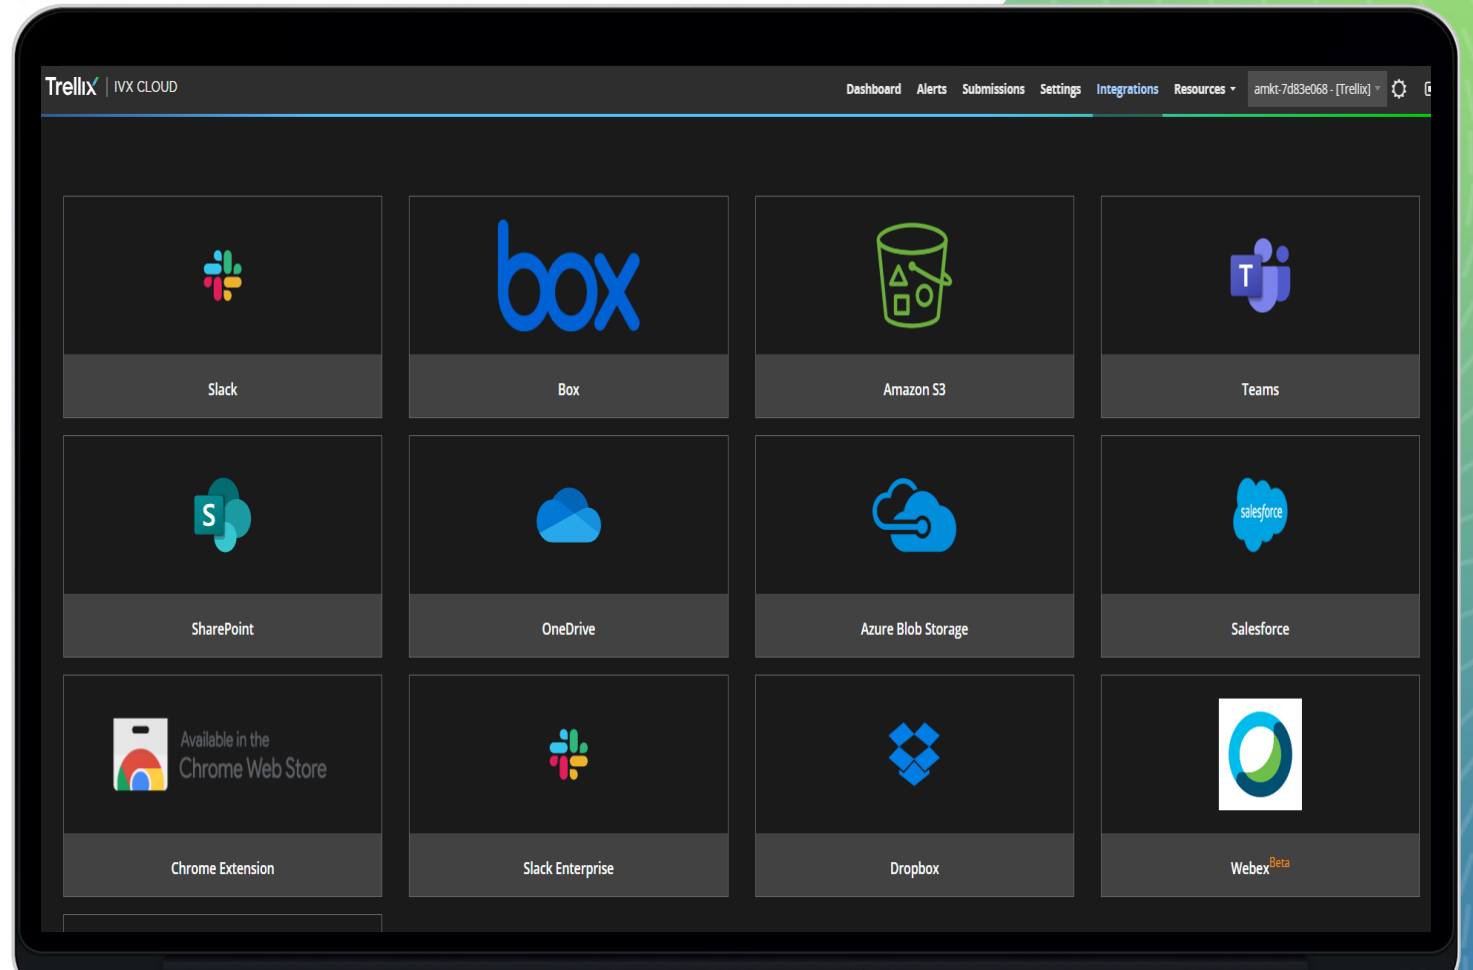 Trellix | IVX CLOUD
Dashboard Alerts Submissions Settings Integrations Resources amkt-7d83e068 - [Trellix]
box
T
Slack Box Amazon S3 Teams
S
salesforce
SharePoint OneDrive Azure Blob Storage Salesforce
Available in the
Chrome Web Store
Chrome Extension Slack Enterprise Dropbox Webex Beta